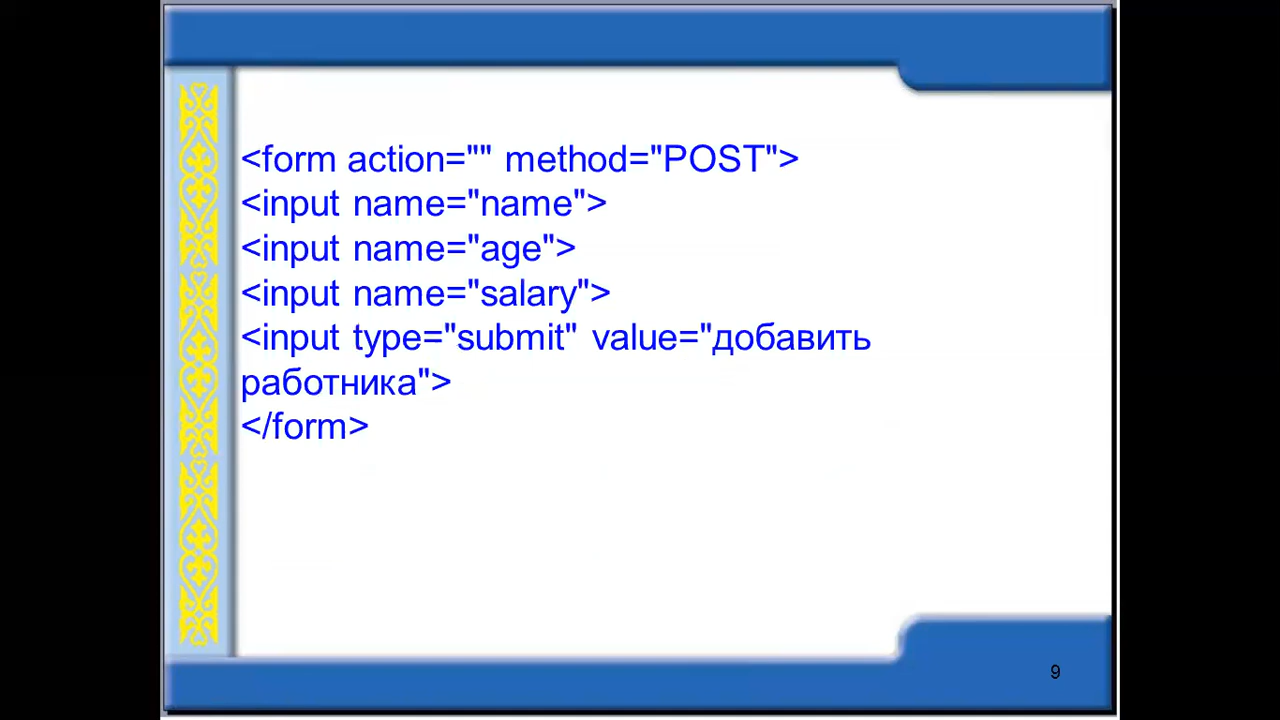 <form action="" method="POST">
<input name="name">
<input name="age">
<input name="salary">
<input type="submit" value="добавить
работника">
</form>
9